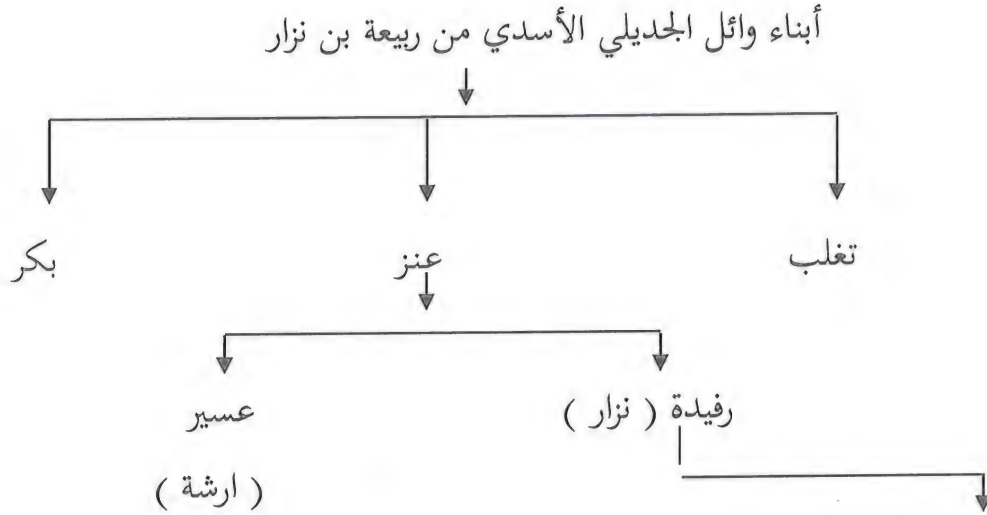 أبناء وائل الجديلي الأسدي من ربيعة بن نزار
تغلب عنز بكر
رفيدة ( نزار ) عسير
( ارشة )